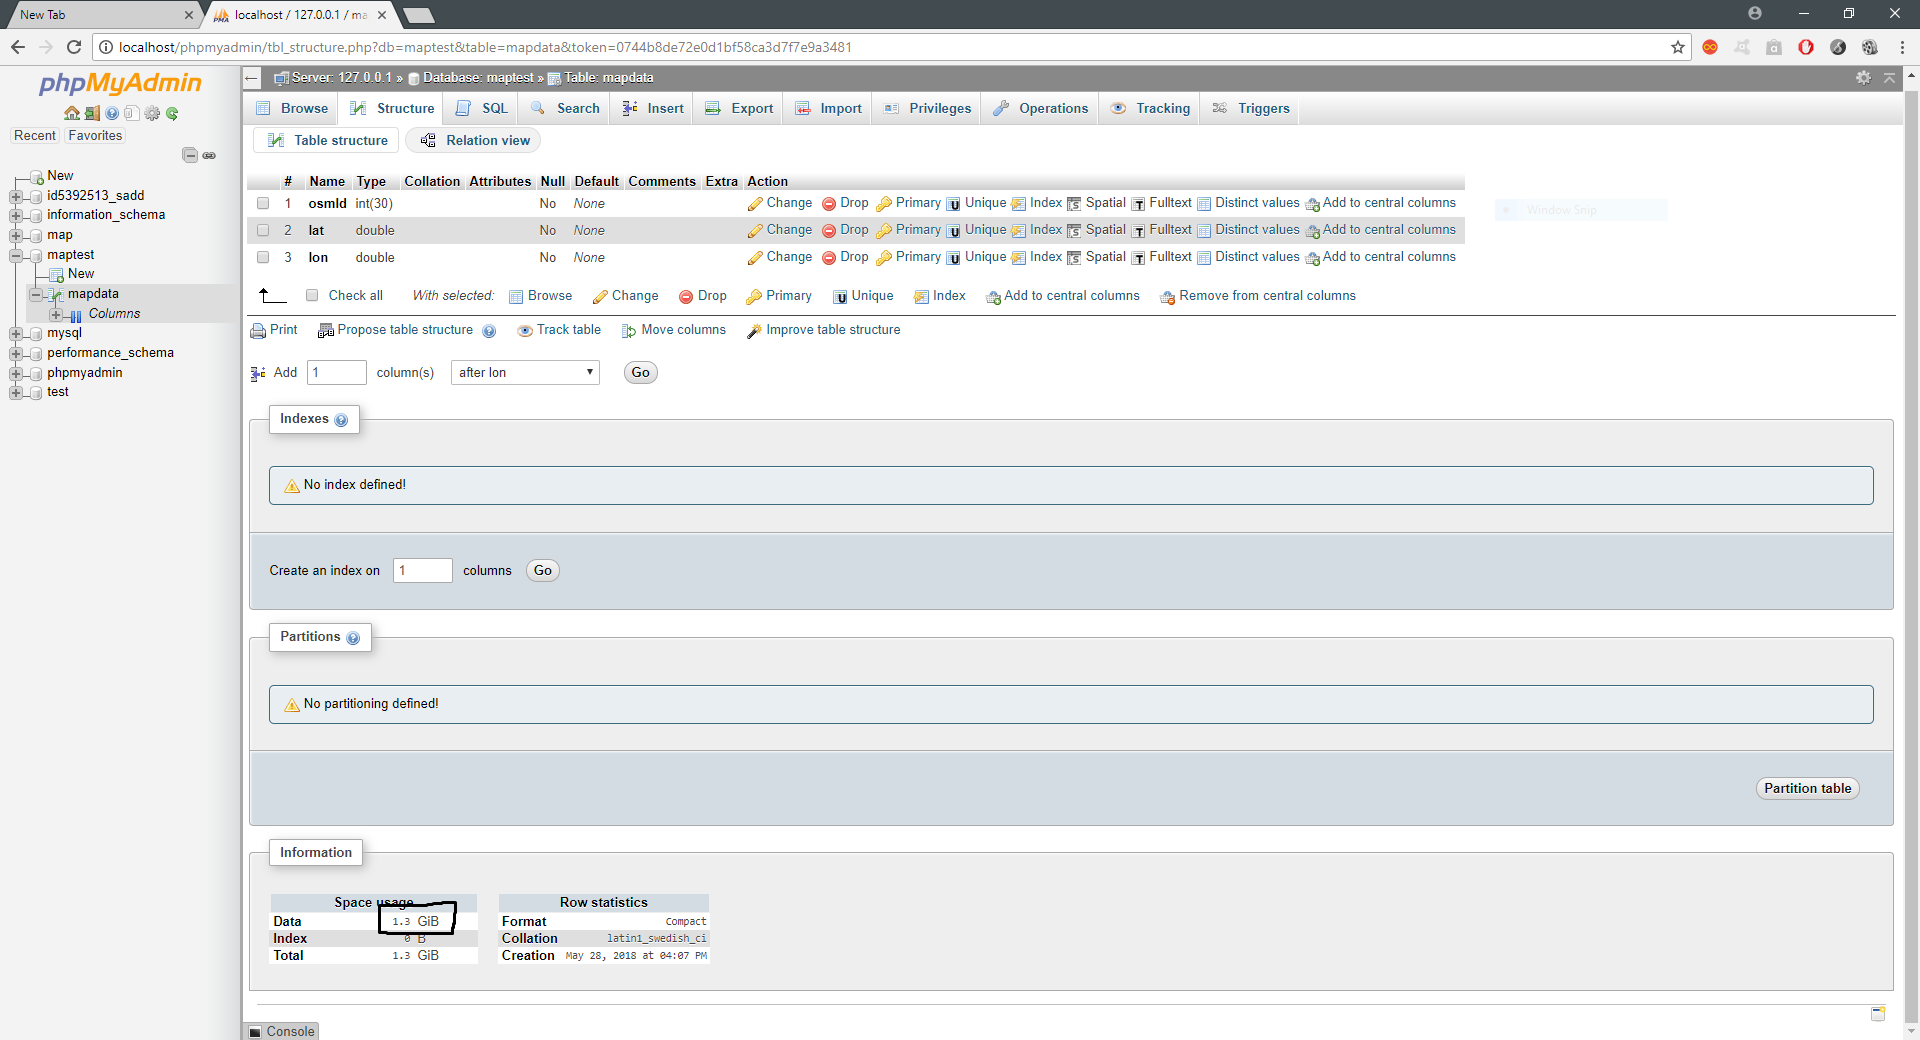 New Tab
localhost / 127.0.0.1 / ma
localhost/phpmyadmin/tbl_structure.php?db=maptest&table=mapdata&token=0744b8de72e0d1bf58ca3d7f7e9a3481
phpMyAdmin
Recent Favorites
New
id5392513_sadd
information_schema
map
maptest
New
mapdata
Columns
mysql
performance_schema
phpmyadmin
test
Server: 127.0.0.1 » Database: maptest » Table: mapdata
Browse Structure SQL Search Insert Export Import Privileges Operations Tracking Triggers
Table structure Relation view
# Name Type Collation Attributes Null Default Comments Extra Action
1 osmId int(30) No None Change Drop Primary Unique Index Spatial Fulltext Distinct values Add to central columns
Window Snip
2 lat double No None Change Drop Primary Unique Index Spatial Fulltext Distinct values Add to central columns
3 lon double No None Change Drop Primary Unique Index Spatial Fulltext Distinct values Add to central columns
Check all With selected: Browse Change Drop Primary Unique Index Add to central columns Remove from central columns
Print Propose table structure Track table Move columns Improve table structure
Add 1 column(s) after lon Go
Indexes
No index defined!
Create an index on 1 columns Go
Partitions
No partitioning defined!
Partition table
Information
Space usage
Data 1.3 GiB
Index 0 B
Total 1.3 GiB
Row statistics
Format Compact
Collation latin1_swedish_ci
Creation May 28, 2018 at 04:07 PM
Console